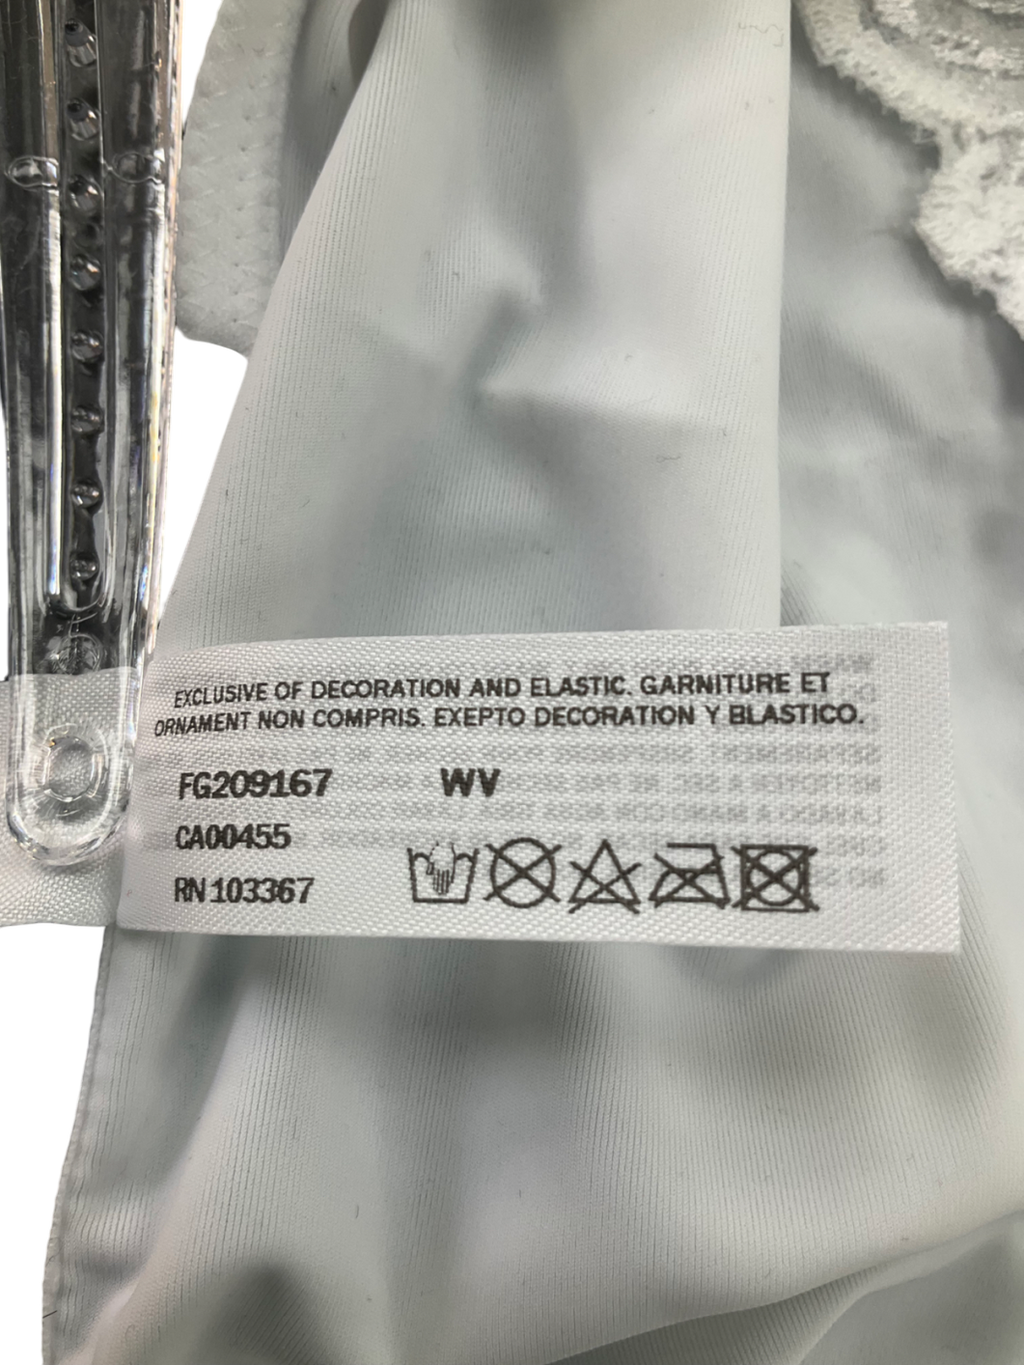 EXCLUSIVE OF DECORATION AND ELASTIC. GARNITURE ET
ORNAMENT NON COMPRIS. EXEPTO DECORATION Y BLASTICO.
FG209167 WV
CA00455
RN 103367